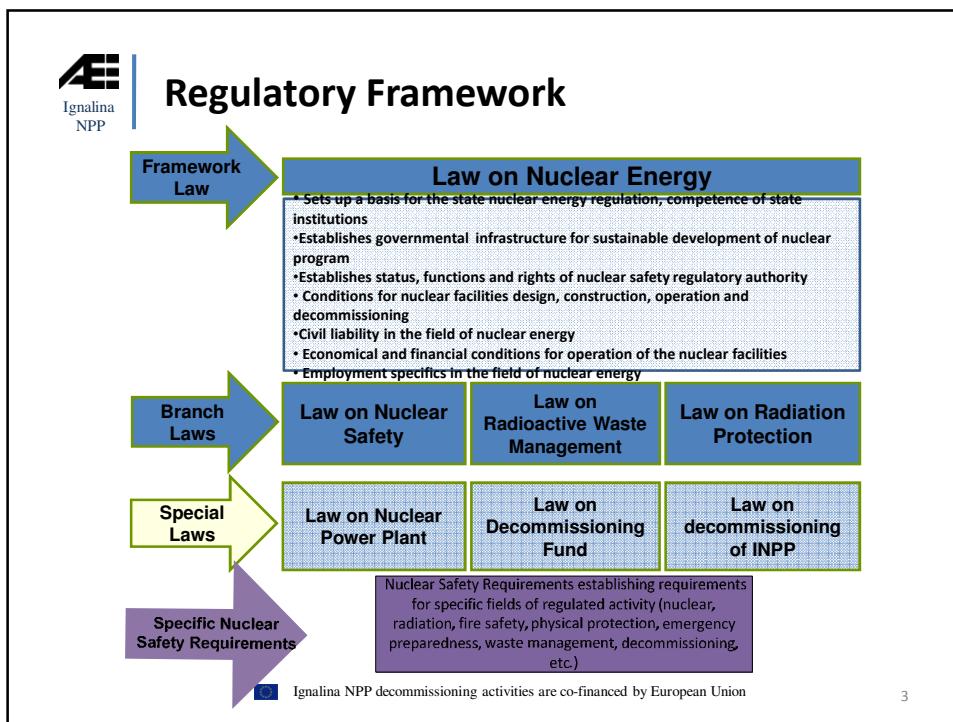 Ignalina
NPP
Regulatory Framework
Framework
Law
Law on Nuclear Energy
• Sets up a basis for the state nuclear energy regulation, competence of state
institutions
•Establishes governmental infrastructure for sustainable development of nuclear
program
•Establishes status, functions and rights of nuclear safety regulatory authority
• Conditions for nuclear facilities design, construction, operation and
decommissioning
•Civil liability in the field of nuclear energy
• Economical and financial conditions for operation of the nuclear facilities
• Employment specifics in the field of nuclear energy
Branch
Laws
Law on Nuclear
Safety
Law on
Radioactive Waste
Management
Law on Radiation
Protection
Special
Laws
Law on Nuclear
Power Plant
Law on
Decommissioning
Fund
Law on
decommissioning
of INPP
Specific Nuclear
Safety Requirements
Nuclear Safety Requirements establishing requirements
for specific fields of regulated activity (nuclear,
radiation, fire safety, physical protection, emergency
preparedness, waste management, decommissioning,
etc.)
Ignalina NPP decommissioning activities are co-financed by European Union
3